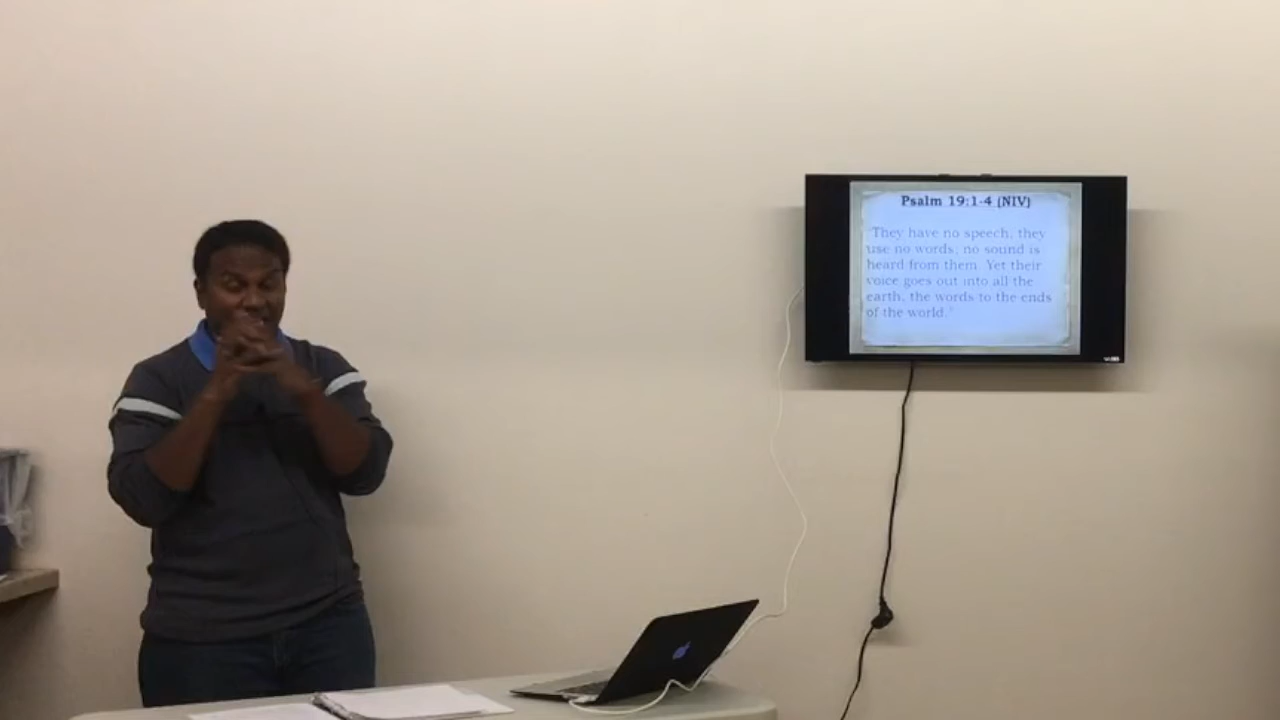 Psalm 19:1-4 (NIV)
"They have no speech, they
use no words; no sound is
heard from them. Yet their
voice goes out into all the
earth, the words to the ends
of the world."